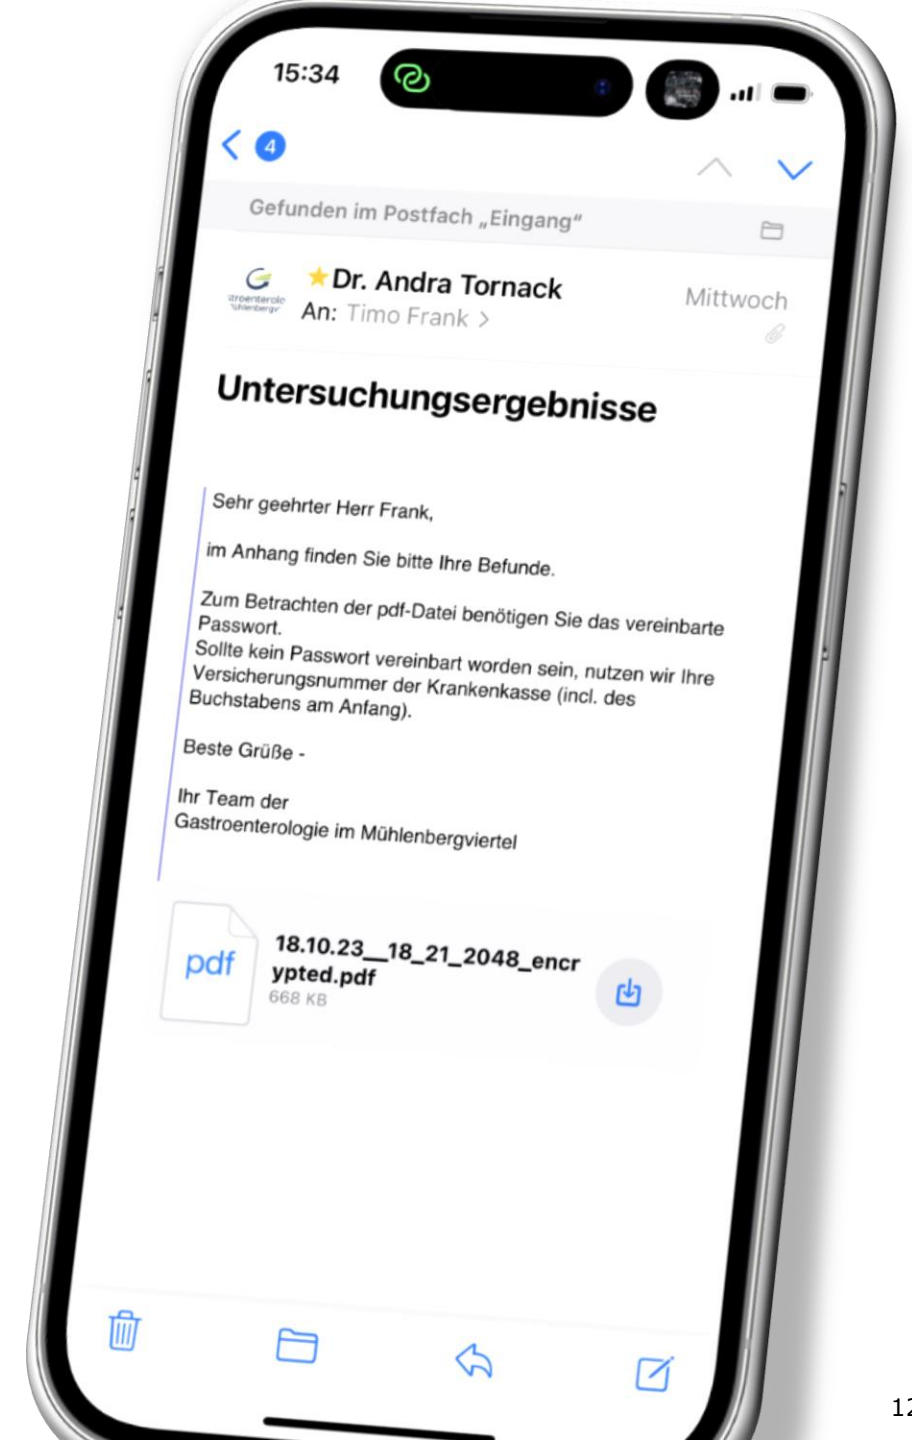 15:34
4
Gefunden im Postfach „Eingang“
Dr. Andra Tornack
Mittwoch
An: Timo Frank >
Untersuchungsergebnisse
Sehr geehrter Herr Frank,
im Anhang finden Sie bitte Ihre Befunde.
Zum Betrachten der pdf-Datei benötigen Sie das vereinbarte
Passwort.
Sollte kein Passwort vereinbart worden sein, nutzen wir Ihre
Versicherungsnummer der Krankenkasse (incl. des
Buchstabens am Anfang).
Beste Grüße -
Ihr Team der
Gastroenterologie im Mühlenbergviertel
pdf
18.10.23__18_21_2048_encr
ypted.pdf
668 KB
12